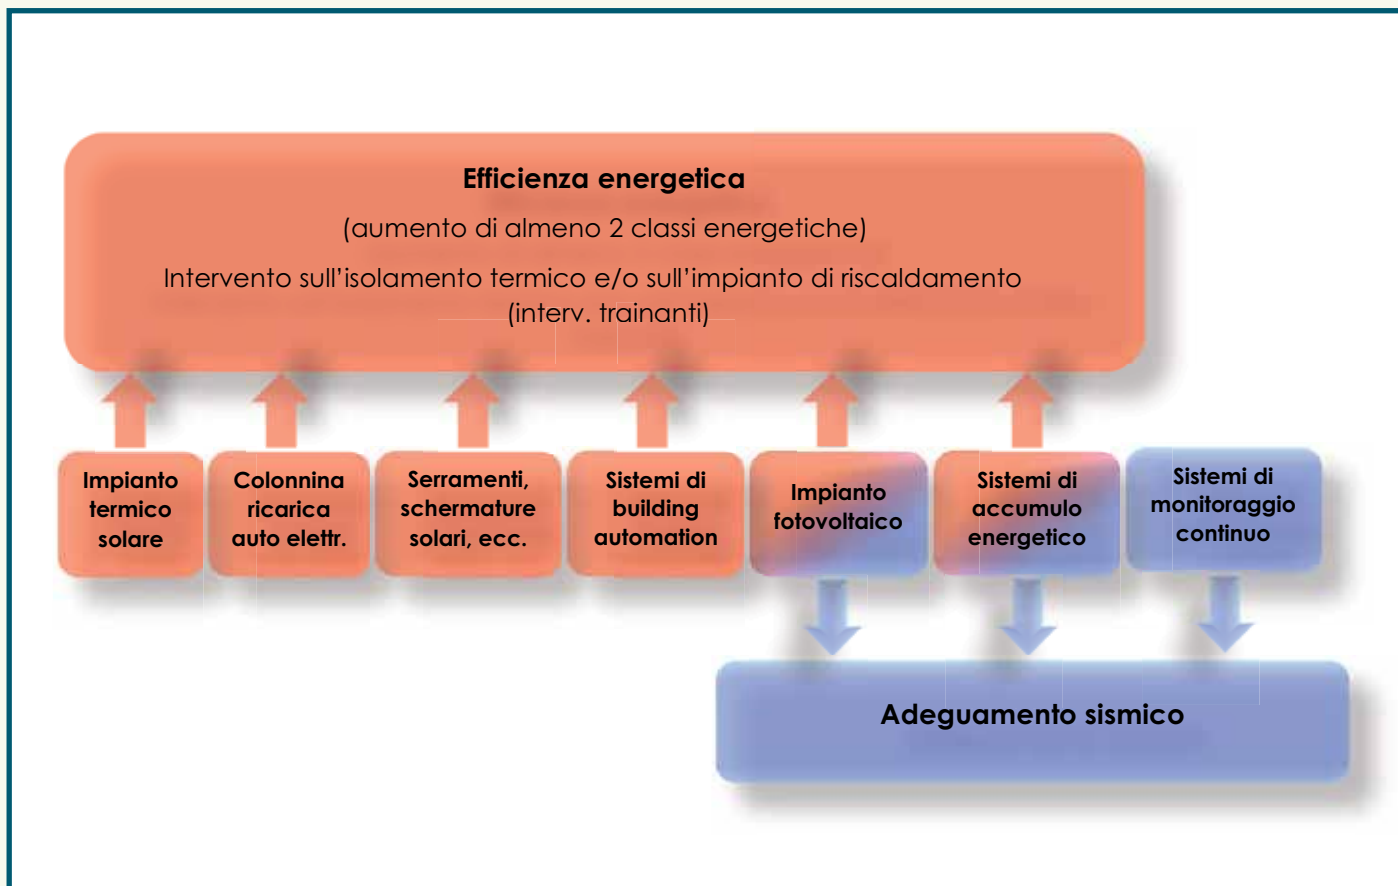 Efficienza energetica
(aumento di almeno 2 classi energetiche)
Intervento sull'isolamento termico e/o sull'impianto di riscaldamento
(interv. trainanti)
Impianto
termico
solare
Colonnina
ricarica
auto elettr.
Serramenti,
schermature
solari, ecc.
Sistemi di
building
automation
Impianto
fotovoltaico
Sistemi di
accumulo
energetico
Sistemi di
monitoraggio
continuo
Adeguamento sismico